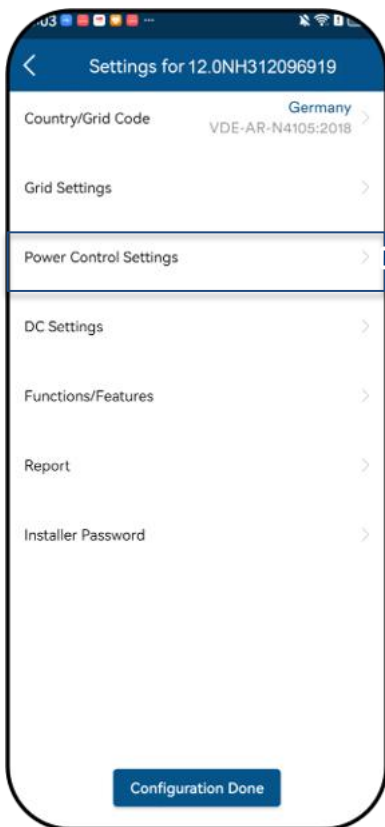 Settings for 12.0NH312096919
Country/Grid Code
Germany
VDE-AR-N4105:2018
Grid Settings
Power Control Settings
DC Settings
Functions/Features
Report
Installer Password
Configuration Done